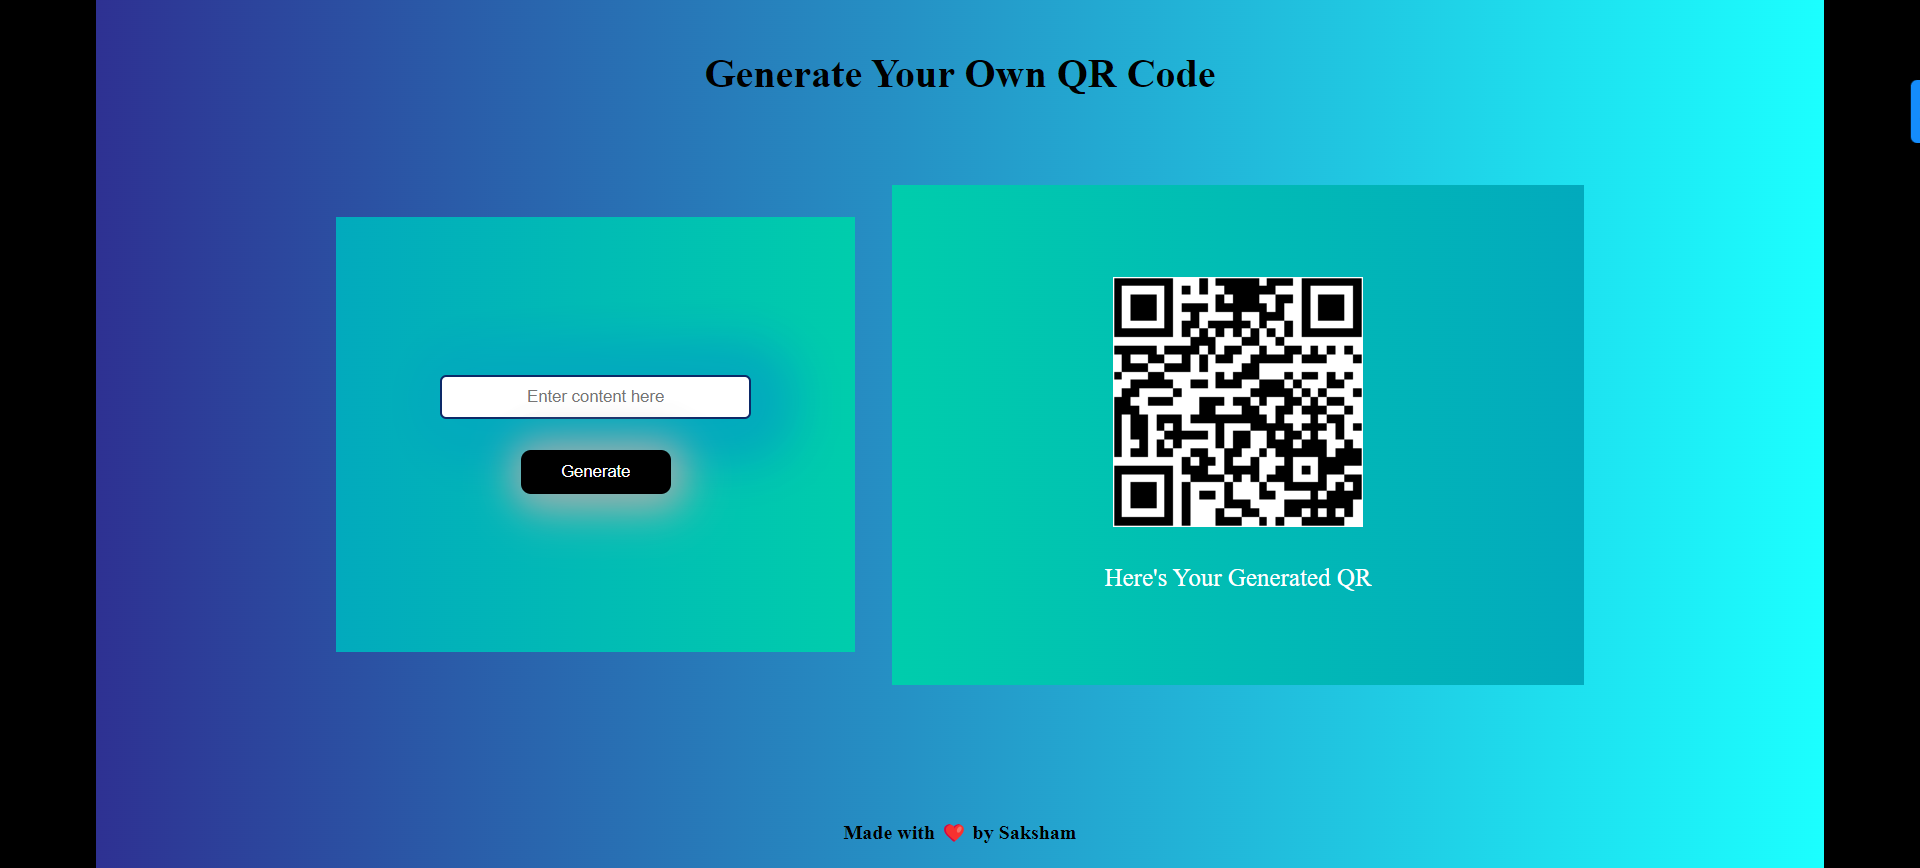 Generate Your Own QR Code
Enter content here
Generate
Here's Your Generated QR
Made with ❤️ by Saksham